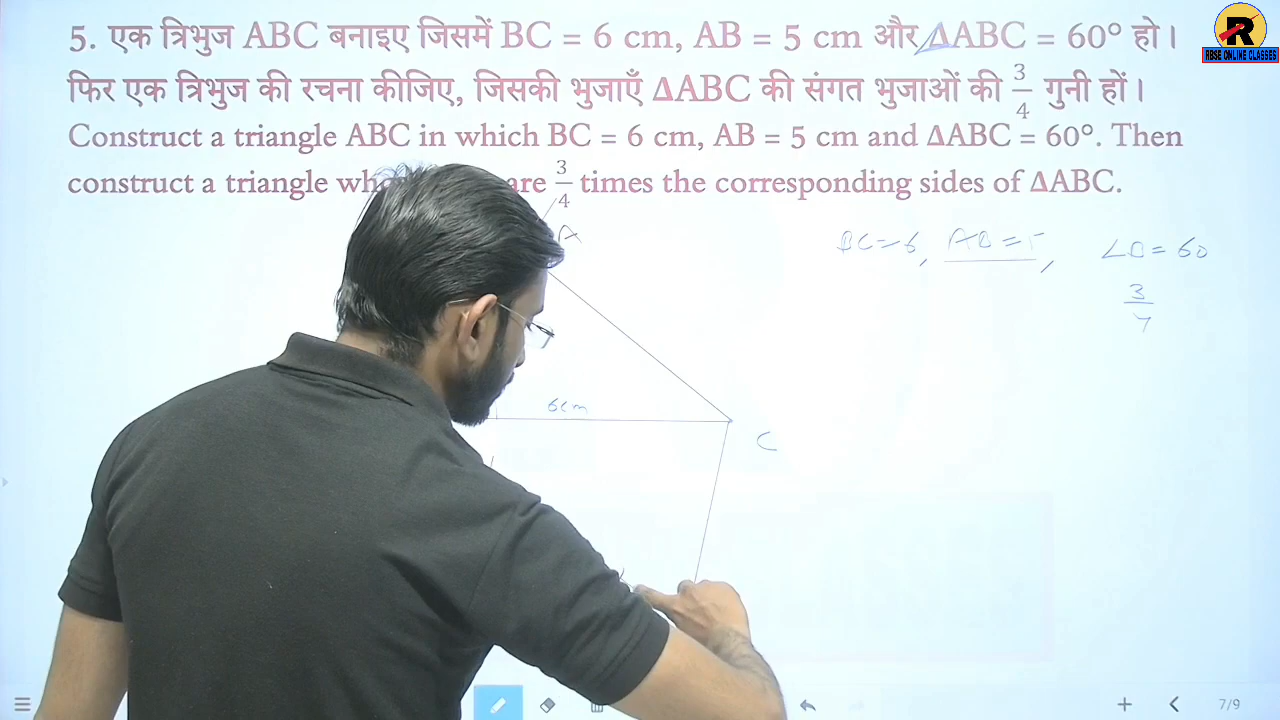 5. एक त्रिभुज ABC बनाइए जिसमें BC = 6 cm, AB = 5 cm और ΔABC = 60° हो।
फिर एक त्रिभुज की रचना कीजिए, जिसकी भुजाएँ ΔABC की संगत भुजाओं की 3/4 गुनी हों।
Construct a triangle ABC in which BC = 6 cm, AB = 5 cm and ΔABC = 60°. Then
construct a triangle are 3/4 times the corresponding sides of ΔABC.
R
RBSE ONLINE CLASSES
A
BC = 6, AB = 5, ∠B = 60
3/4
6cm
C
7/9